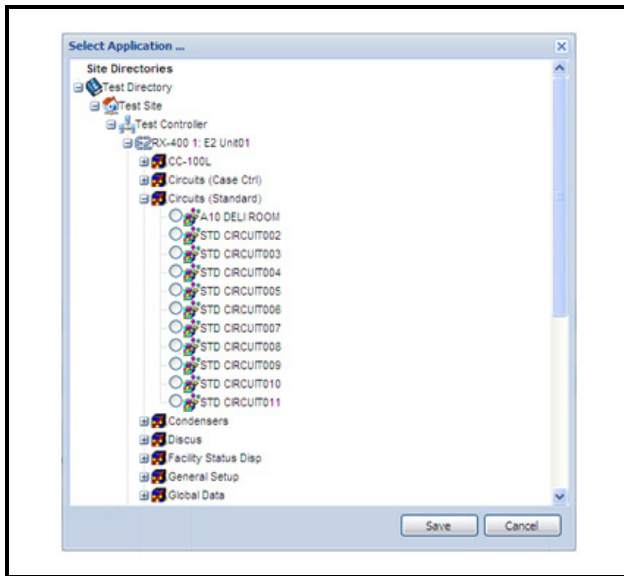 Select Application ...
Site Directories
Test Directory
Test Site
Test Controller
RX-400 1: E2 Unit01
CC-100L
Circuits (Case Ctrl)
Circuits (Standard)
A10 DELI ROOM
STD CIRCUIT002
STD CIRCUIT003
STD CIRCUIT004
STD CIRCUIT005
STD CIRCUIT006
STD CIRCUIT007
STD CIRCUIT008
STD CIRCUIT009
STD CIRCUIT010
STD CIRCUIT011
Condensers
Discus
Facility Status Disp
General Setup
Global Data
Save Cancel